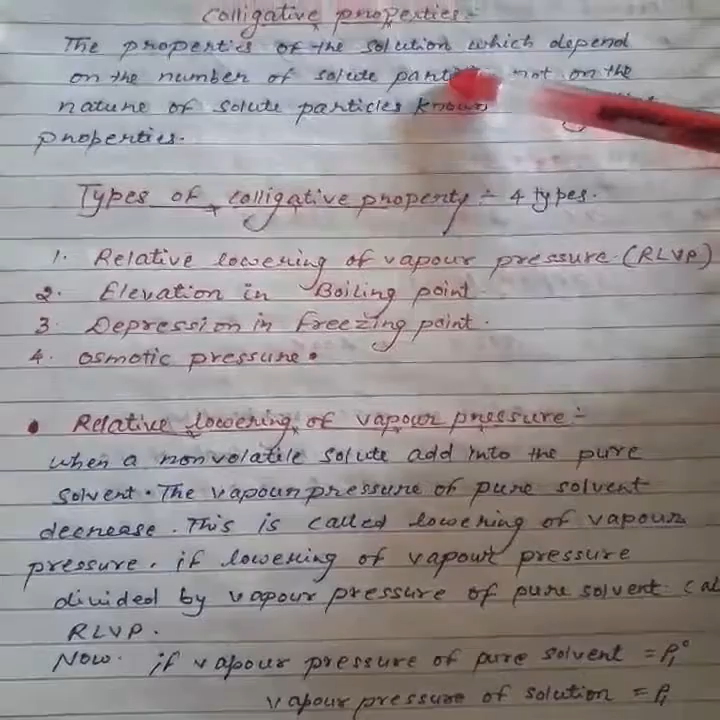 Colligative properties:-
The properties of the solution which depend
on the number of solute not on the
nature of solute particles known
properties.
Types of colligative property :- 4 types.
1. Relative lowering of vapour pressure (RLVP)
2. Elevation in Boiling point
3. Depression in freezing point.
4. osmotic pressure.
• Relative lowering of vapour pressure :-
when a nonvolatile solute add into the pure
solvent. The vapour pressure of pure solvent
decrease. This is called lowering of vapour
pressure. if lowering of vapour pressure
divided by vapour pressure of pure solvent.
RLVP.
Now. if vapour pressure of pure solvent = P₁°
vapour pressure of solution = P₁